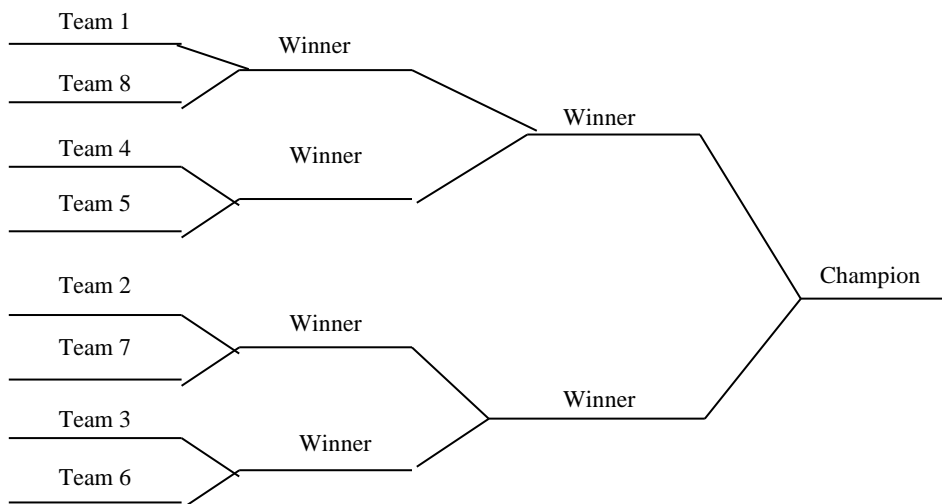 Team 1
Winner
Team 8
Winner
Team 4
Winner
Team 5
Champion
Team 2
Winner
Team 7
Winner
Team 3
Winner
Team 6